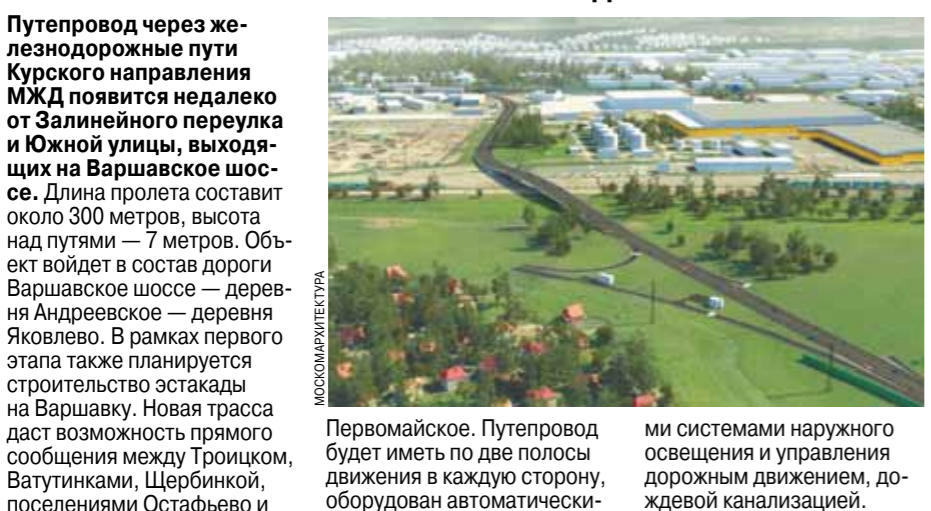 Путепровод через же-
лезнодорожные пути
Курского направления
МЖД появится недалеко
от Залинейного переулка
и Южной улицы, выходя-
щих на Варшавское шос-
се. Длина пролета составит
около 300 метров, высота
над путями — 7 метров. Объ-
ект войдет в состав дороги
Варшавское шоссе — дерев-
ня Андреевское — деревня
Яковлево. В рамках первого
этапа также планируется
строительство эстакады
на Варшавку. Новая трасса
даст возможность прямого
сообщения между Троицком,
Ватутинками, Щербинкой,
поселениями Остафьево и
МОСКОМАРХИТЕКТУРА
Первомайское. Путепровод
будет иметь по две полосы
движения в каждую сторону,
оборудован автоматически-
ми системами наружного
освещения и управления
дорожным движением, до-
ждевой канализацией.